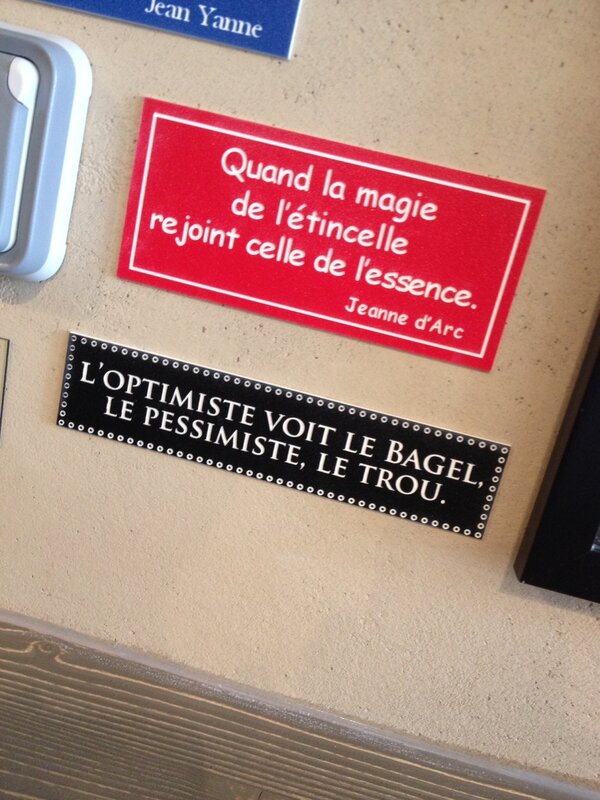 Jean Yanne
Quand la magie
de l'étincelle
rejoint celle de l'essence.
Jeanne d'Arc
L'OPTIMISTE VOIT LE BAGEL,
LE PESSIMISTE, LE TROU.